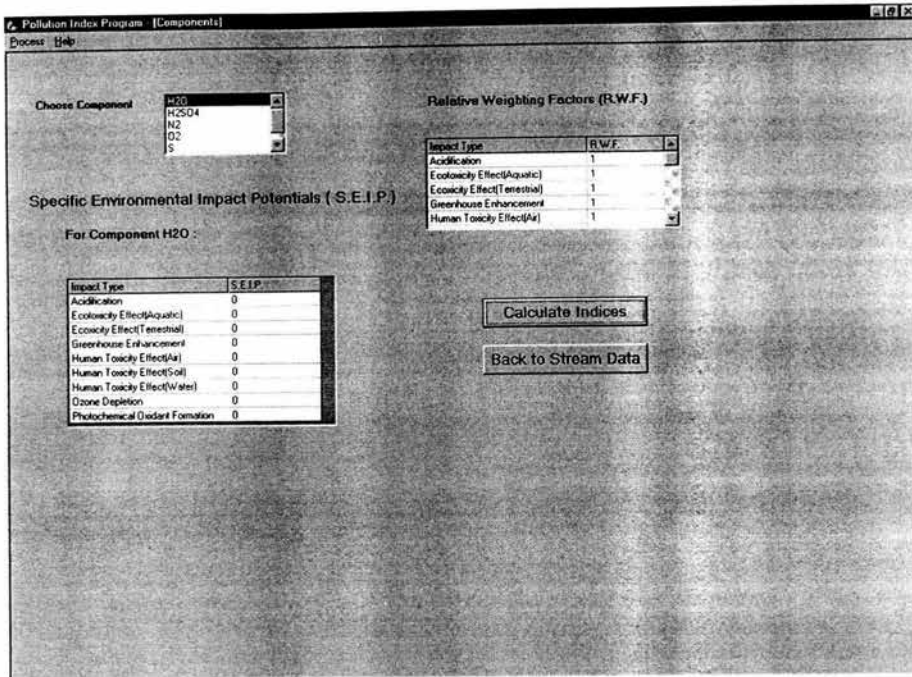 Pollution Index Program - [Components]
Process Help
Choose Component
H2O
H2SO4
N2
O2
S
Relative Weighting Factors (R.W.F.)
Impact Type R.W.F.
Acidification 1
Ecotoxicity Effect(Aquatic) 1
Ecoxicity Effect(Terrestrial) 1
Greenhouse Enhancement 1
Human Toxicity Effect(Air) 1
Specific Environmental Impact Potentials ( S.E.I.P.)
For Component H2O :
Impact Type S.E.I.P.
Acidification 0
Ecotoxicity Effect(Aquatic) 0
Ecoxicity Effect(Terrestrial) 0
Greenhouse Enhancement 0
Human Toxicity Effect(Air) 0
Human Toxicity Effect(Soil) 0
Human Toxicity Effect(Water) 0
Ozone Depletion 0
Photochemical Oxidant Formation 0
Calculate Indices
Back to Stream Data